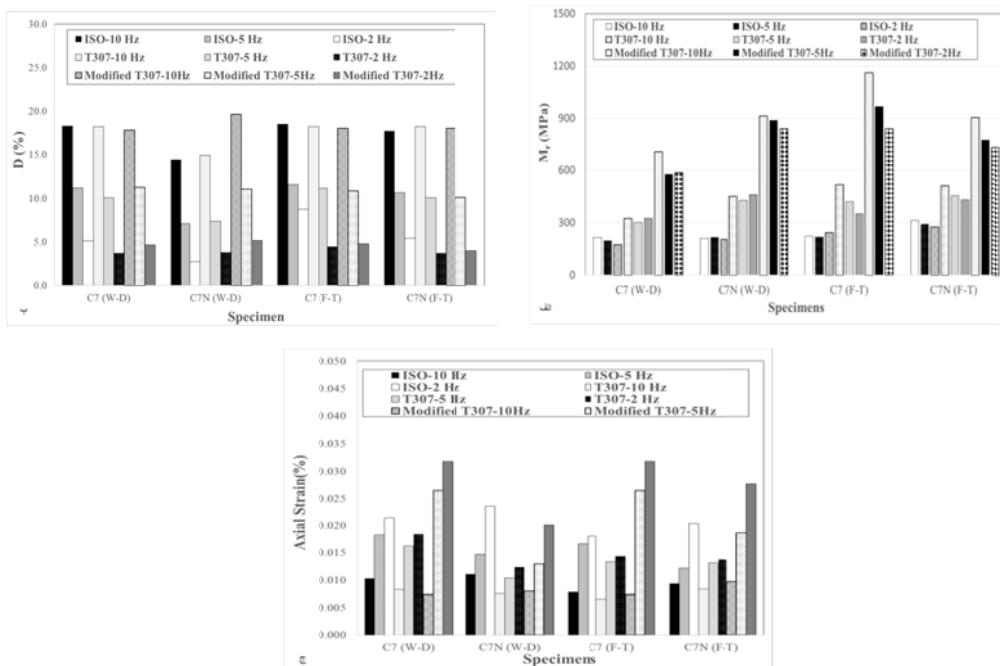 30.0
25.0
20.0
15.0
10.0
5.0
0.0
D (%)
ISO-10 Hz ISO-5 Hz ISO-2 Hz
T307-10 Hz T307-5 Hz T307-2 Hz
Modified T307-10Hz Modified T307-5Hz Modified T307-2Hz
C7 (W-D) C7N (W-D) C7 (F-T) C7N (F-T)
Specimen
1500
1200
900
600
300
0
Mr (MPa)
ISO-10 Hz ISO-5 Hz ISO-2 Hz
T307-10 Hz T307-5 Hz T307-2 Hz
Modified T307-10Hz Modified T307-5Hz Modified T307-2Hz
C7 (W-D) C7N (W-D) C7 (F-T) C7N (F-T)
Specimens
0.050
0.045
0.040
0.035
0.030
0.025
0.020
0.015
0.010
0.005
0.000
Axial Strain(%)
ISO-10 Hz ISO-5 Hz
ISO-2 Hz T307-10 Hz
T307-5 Hz T307-2 Hz
Modified T307-10Hz Modified T307-5Hz
C7 (W-D) C7N (W-D) C7 (F-T) C7N (F-T)
Specimens